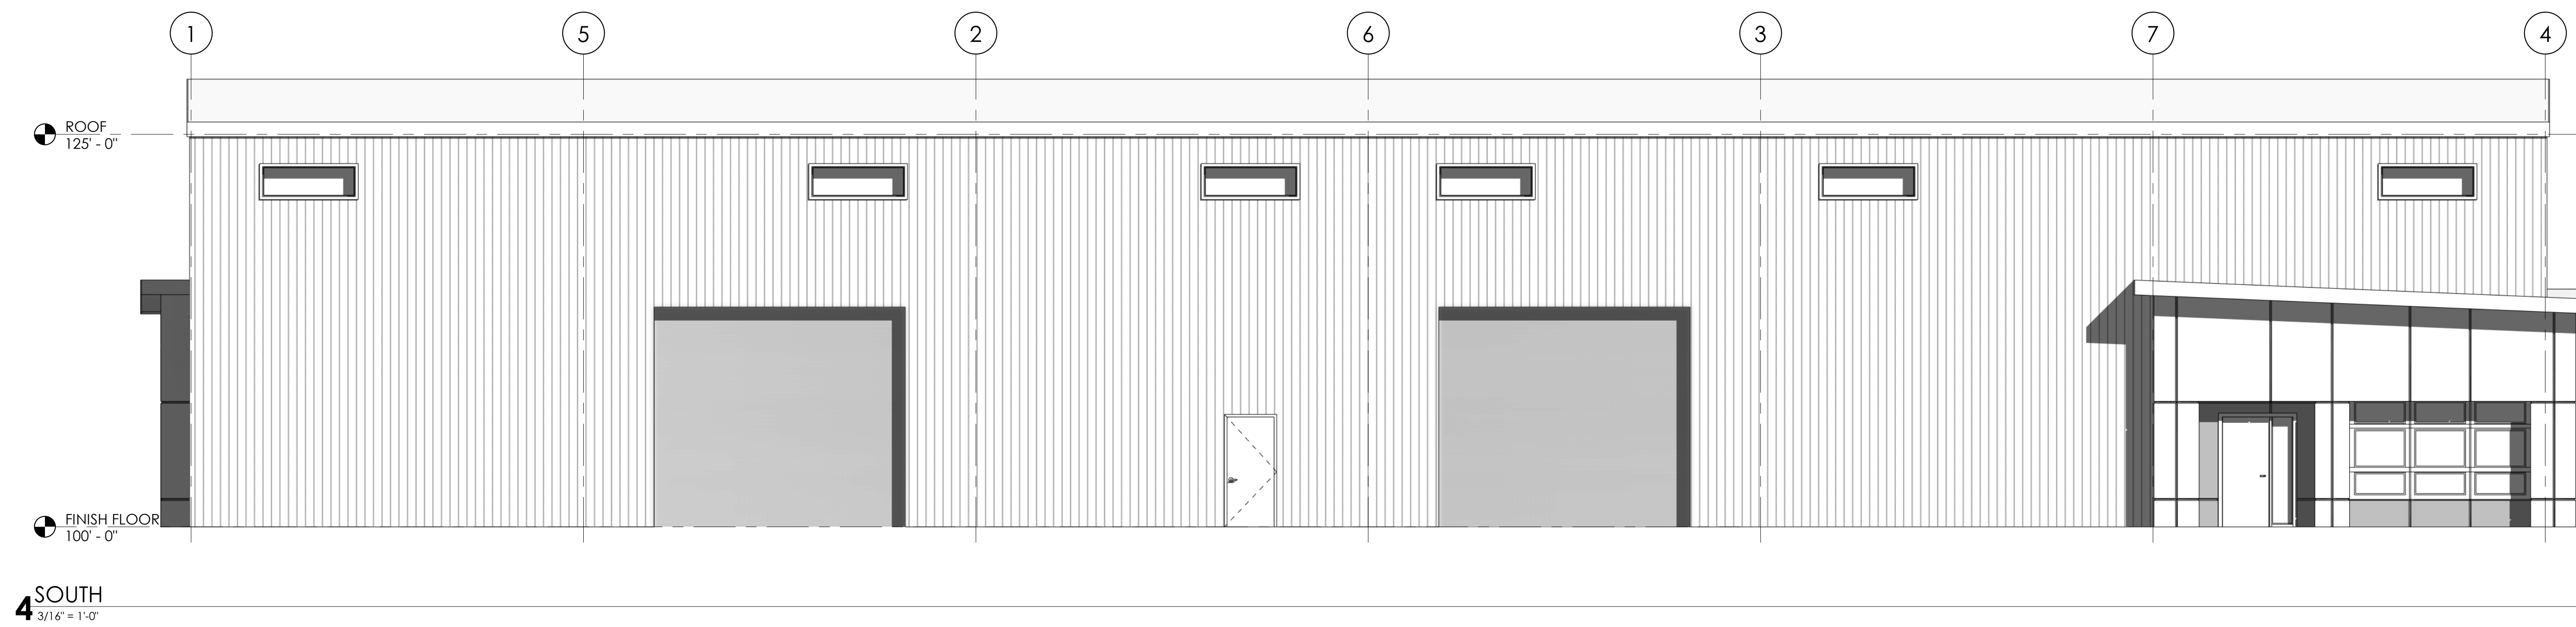 1 5 2 6 3 7 4
ROOF
125' - 0"
FINISH FLOOR
100' - 0"
4 SOUTH
3/16" = 1'-0"